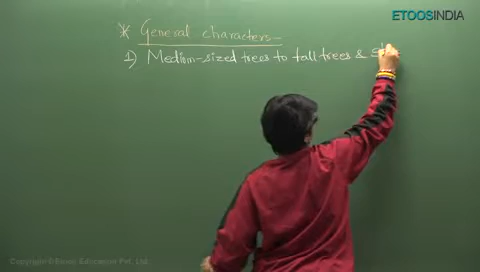 ETOOSINDIA
* General characters -
1) Medium-sized trees to tall trees &
Copyright © Etoos Education Pvt. Ltd.